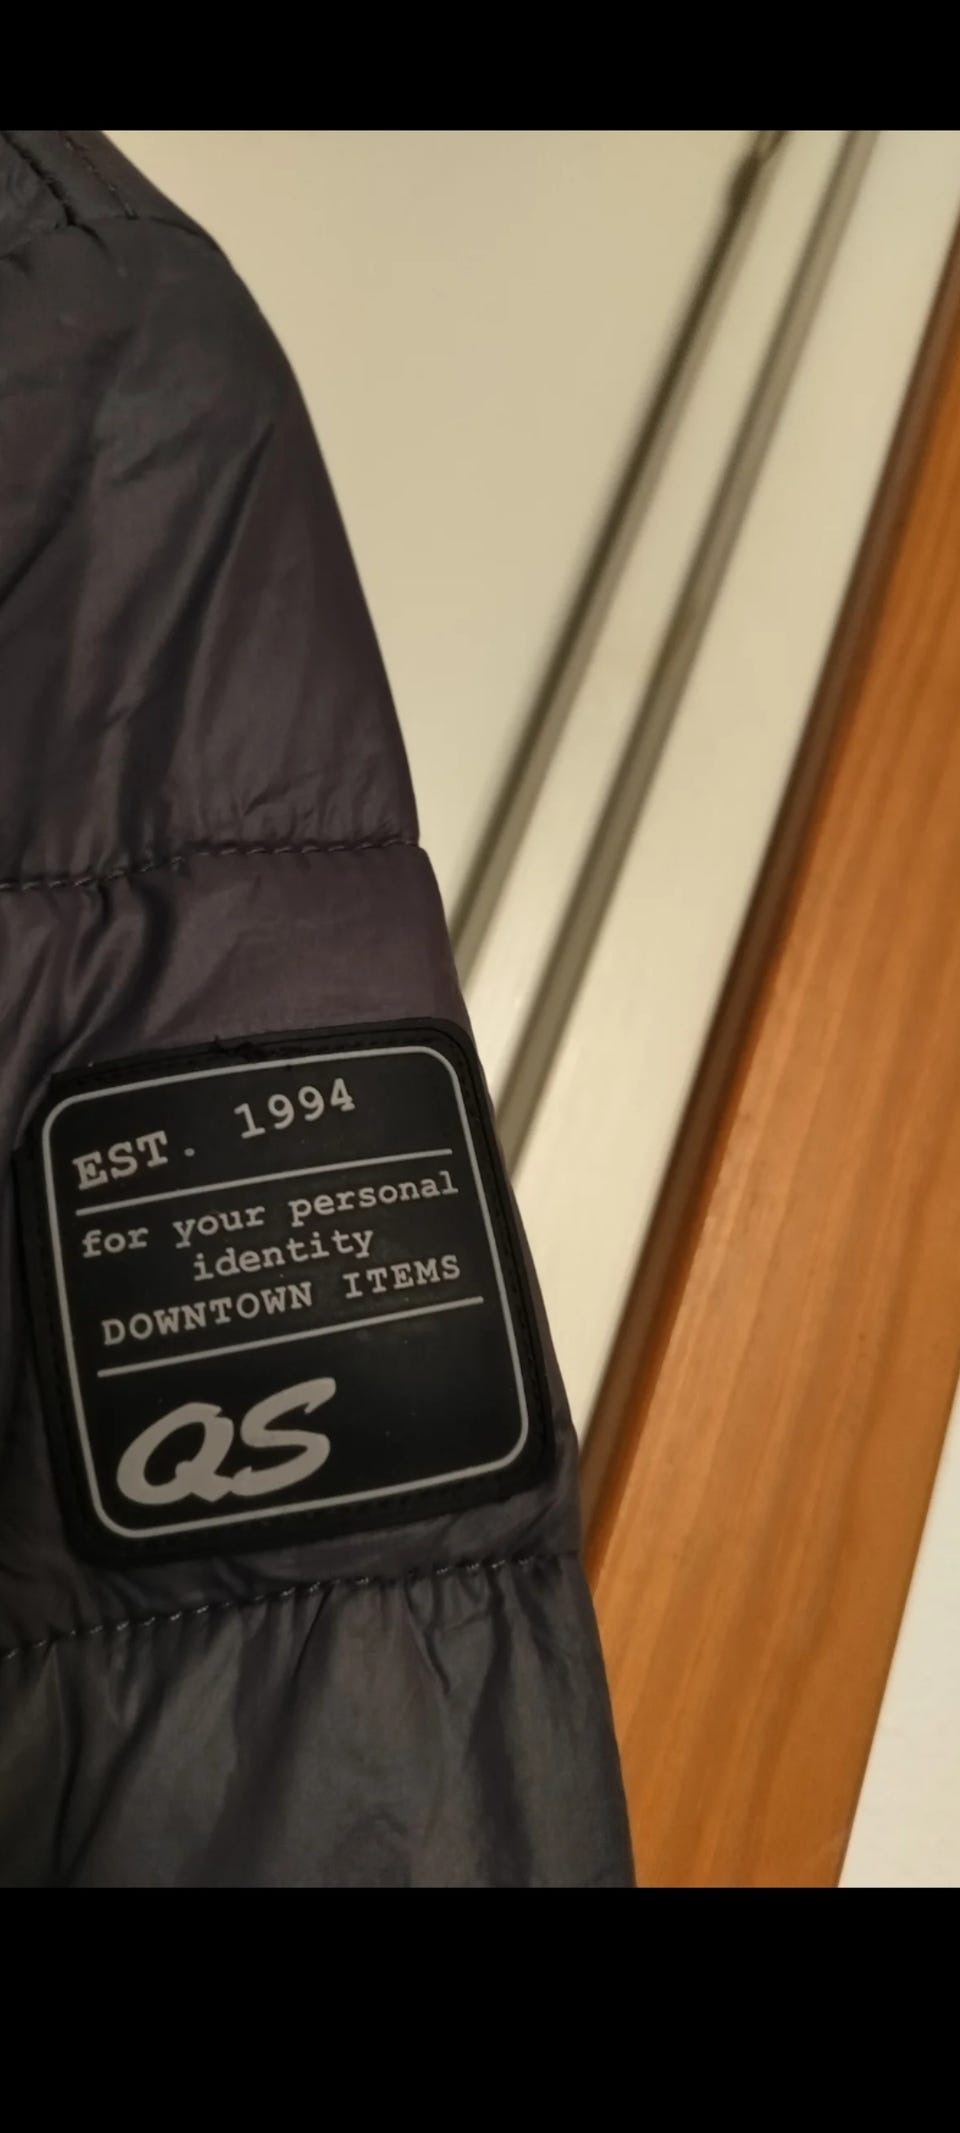 EST. 1994
for your personal
identity
DOWNTOWN ITEMS
QS